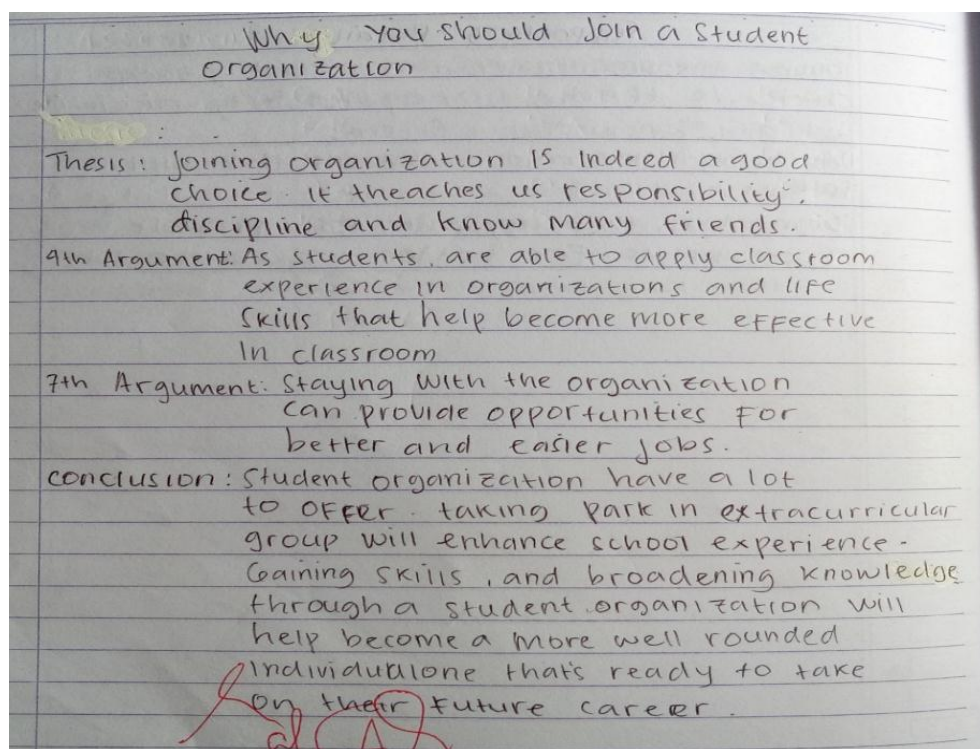 Why You should Join a Student
Organization
Thesis : Joining organization is indeed a good
choice. it theaches us responsibility,
discipline and know many friends.
4th Argument: As students, are able to apply classroom
experience in organizations and life
skills that help become more effective
In classroom
7th Argument: Staying with the organization
can provide opportunities for
better and easier jobs.
Conclusion : Student organization have a lot
to offer. taking park in extracurricular
group will enhance school experience.
Gaining skills, and broadening knowledge
through a student organization will
help become a more well rounded
individualone that's ready to take
on their future career.